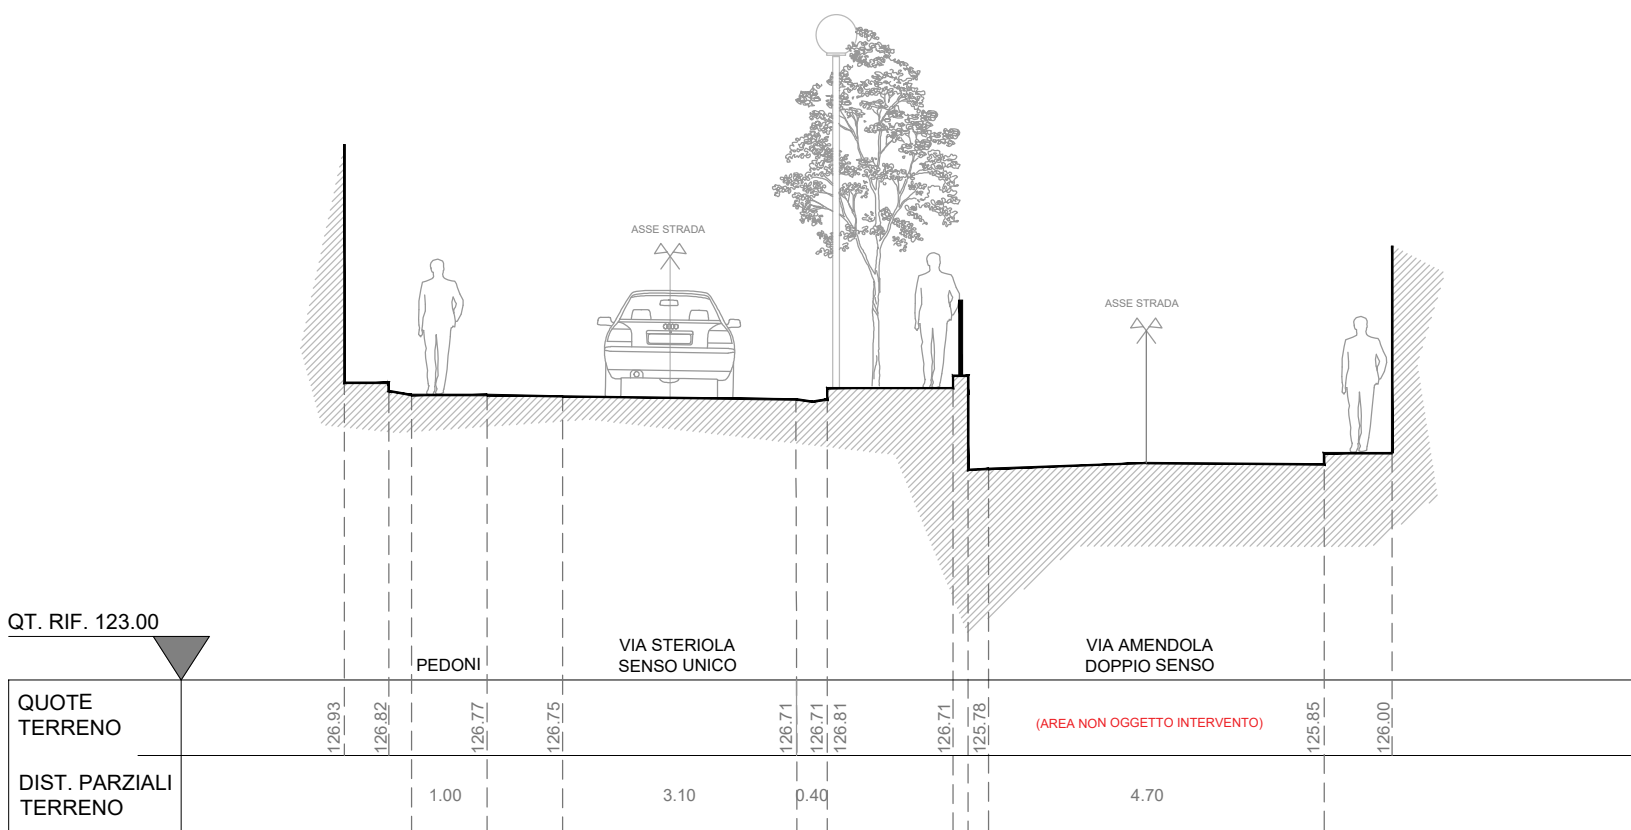 ASSE STRADA
ASSE STRADA
QT. RIF. 123.00
PEDONI
VIA STERIOLA
SENSO UNICO
VIA AMENDOLA
DOPPIO SENSO
QUOTE
TERRENO
126.93
126.82
126.77
126.75
126.71
126.71
126.81
126.71
125.78
(AREA NON OGGETTO INTERVENTO)
125.85
126.00
DIST. PARZIALI
TERRENO
1.00
3.10
0.40
4.70